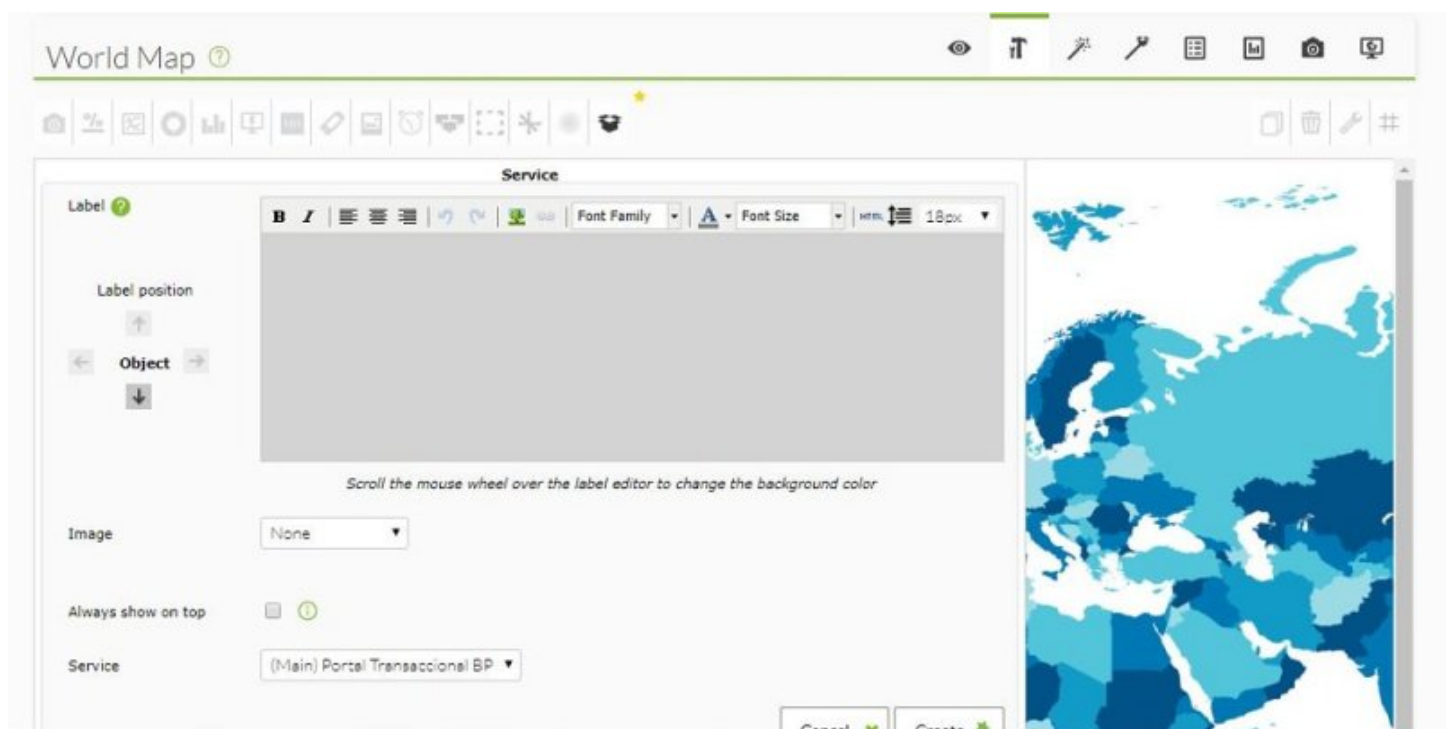 World Map
Service
Label
B I Font Family A Font Size HTML 18px
Label position
Object
Scroll the mouse wheel over the label editor to change the background color
Image None
Always show on top
Service (Main) Portal Transaccional BP
Cancel Create